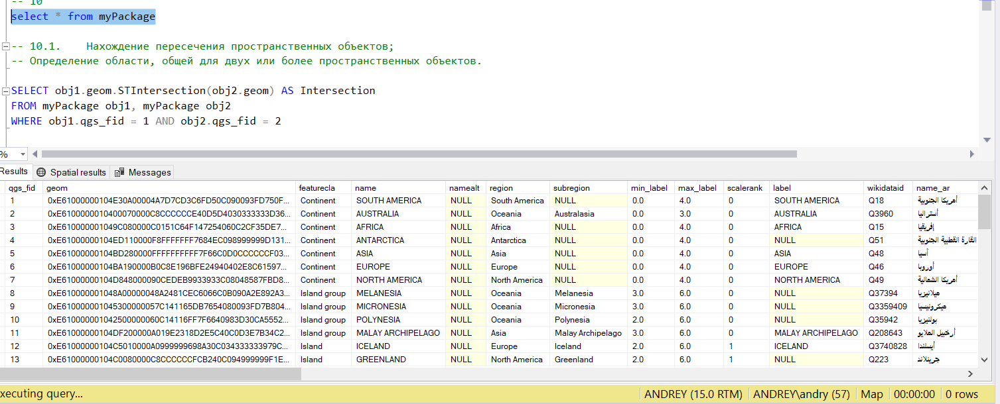 -- 10
select * from myPackage
-- 10.1. Нахождение пересечения пространственных объектов;
-- Определение области, общей для двух или более пространственных объектов.
SELECT obj1.geom.STIntersection(obj2.geom) AS Intersection
FROM myPackage obj1, myPackage obj2
WHERE obj1.qgs_fid = 1 AND obj2.qgs_fid = 2
%
Results Spatial results Messages
qgs_fid geom featurecla name namealt region subregion min_label max_label scalerank label wikidataid name_ar
1 0xE61000000104E30A00004A7D7CD3C6FD50C090093FD750F... Continent SOUTH AMERICA NULL South America NULL 0.0 4.0 0 SOUTH AMERICA Q18 أمريكا الجنوبية
2 0xE6100000010400070000C8CCCCCCE40D5D4030333333D36... Continent AUSTRALIA NULL Oceania Australasia 0.0 3.0 0 AUSTRALIA Q3960 أستراليا
3 0xE610000001049C080000C0151C64F147254060C2CF35DE7... Continent AFRICA NULL Africa NULL 0.0 4.0 0 AFRICA Q15 إفريقيا
4 0xE61000000104ED110000F8FFFFFFF7684EC098999999D131... Continent ANTARCTICA NULL Antarctica NULL 0.0 4.0 0 NULL Q51 القارة القطبية الجنوبية
5 0xE61000000104BD280000FFFFFFFFFF7F66C0D0CCCCCCF03... Continent ASIA NULL Asia NULL 0.0 4.0 0 ASIA Q48 آسيا
6 0xE61000000104BA190000B0C8E196BFE24940402E8C61597... Continent EUROPE NULL Europe NULL 0.0 4.0 0 EUROPE Q46 أوروبا
7 0xE61000000104D848000090CEDEB9933933C08048587FBD8... Continent NORTH AMERICA NULL North America NULL 0.0 4.0 0 NORTH AMERICA Q49 أمريكا الشمالية
8 0xE610000001048A00000048A2481CEC6066C0B090A2E892A3... Island group MELANESIA NULL Oceania Melanesia 3.0 6.0 0 NULL Q37394 ميلانيزيا
9 0xE610000001045300000057C141165DB7654080093FD7B804... Island group MICRONESIA NULL Oceania Micronesia 3.0 6.0 0 NULL Q3359409 ميكرونيسيا
10 0xE610000001042500000060C14116FF7F6640983D30CA5552... Island group POLYNESIA NULL Oceania Polynesia 2.0 6.0 0 NULL Q35942 بولنيزيا
11 0xE61000000104DF200000A019E2318D2E5C40C0D3E7B34C2... Island group MALAY ARCHIPELAGO NULL Asia Malay Archipelago 3.0 6.0 0 MALAY ARCHIPELAGO Q208643 أرخبيل الملايو
12 0xE61000000104C5010000A0999999698A30C034333333979C... Island ICELAND NULL Europe Iceland 2.0 6.0 1 ICELAND Q3740828 آيسلندا
13 0xE61000000104C0080000C8CCCCCCFCB240C094999999F1E... Island GREENLAND NULL North America Greenland 2.0 6.0 1 NULL Q223 جرينلاند
xecuting query... ANDREY (15.0 RTM) ANDREY\andry (57) Map 00:00:00 0 rows